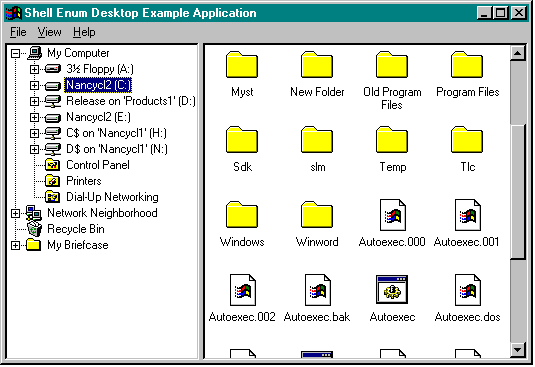 Shell Enum Desktop Example Application
File View Help
My Computer
3½ Floppy (A:)
Nancycl2 (C:)
Release on 'Products1' (D:)
Nancycl2 (E:)
C$ on 'Nancycl1' (H:)
D$ on 'Nancycl1' (N:)
Control Panel
Printers
Dial-Up Networking
Network Neighborhood
Recycle Bin
My Briefcase
Myst
New Folder
Old Program
Files
Program Files
Sdk
slm
Temp
Tlc
Windows
Winword
Autoexec.000
Autoexec.001
Autoexec.002
Autoexec.bak
Autoexec
Autoexec.dos